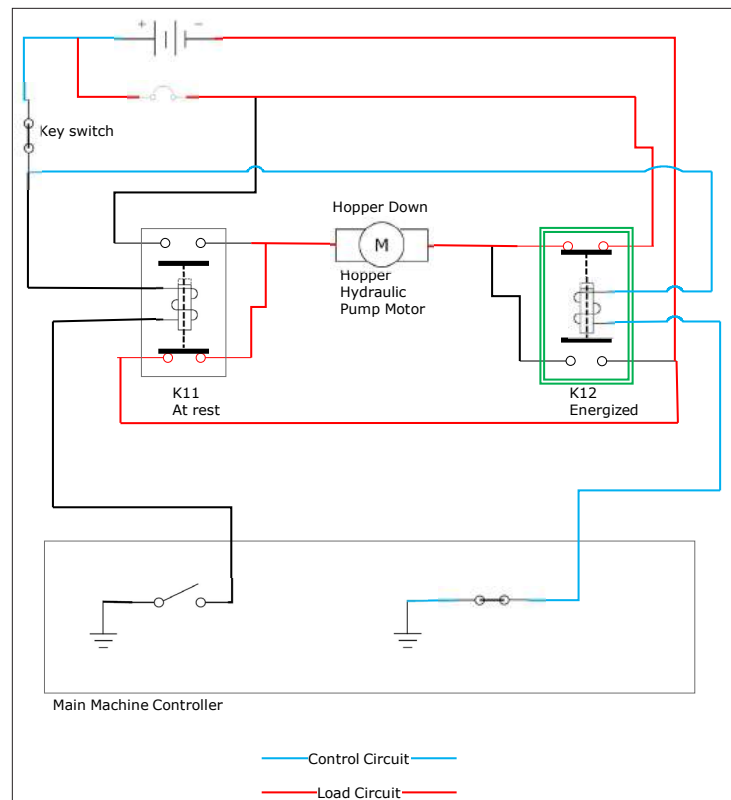 + −
Key switch
Hopper Down
M
Hopper
Hydraulic
Pump Motor
K11
At rest
K12
Energized
Main Machine Controller
Control Circuit
Load Circuit